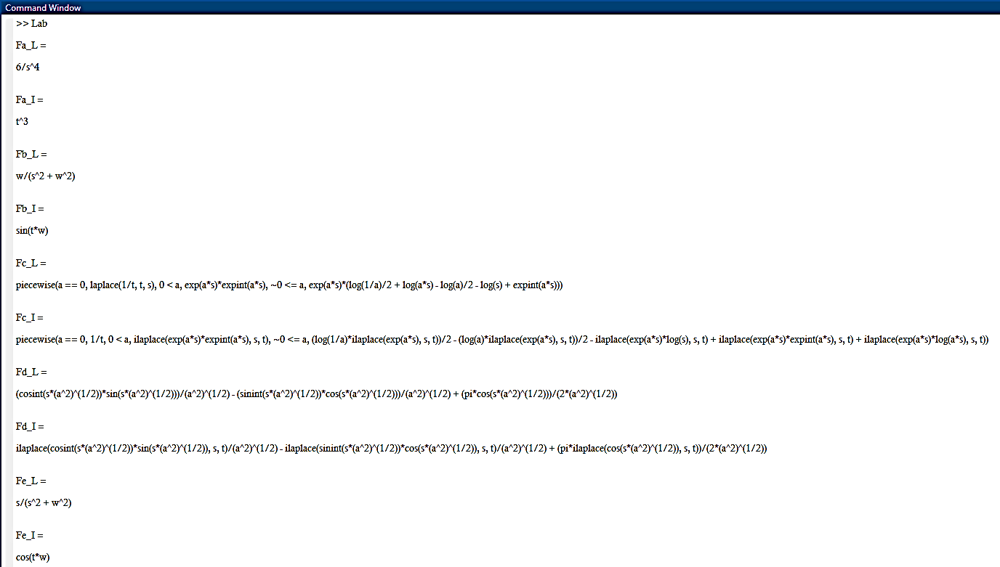 Command Window
>> Lab
Fa_L =
6/s^4
Fa_I =
t^3
Fb_L =
w/(s^2 + w^2)
Fb_I =
sin(t*w)
Fc_L =
piecewise(a == 0, laplace(1/t, t, s), 0 < a, exp(a*s)*expint(a*s), ~0 <= a, exp(a*s)*(log(1/a)/2 + log(a*s) - log(a)/2 - log(s) + expint(a*s)))
Fc_I =
piecewise(a == 0, 1/t, 0 < a, ilaplace(exp(a*s)*expint(a*s), s, t), ~0 <= a, (log(1/a)*ilaplace(exp(a*s), s, t))/2 - (log(a)*ilaplace(exp(a*s), s, t))/2 - ilaplace(exp(a*s)*log(s), s, t) + ilaplace(exp(a*s)*expint(a*s), s, t) + ilaplace(exp(a*s)*log(a*s), s, t))
Fd_L =
(cosint(s*(a^2)^(1/2))*sin(s*(a^2)^(1/2)))/(a^2)^(1/2) - (sinint(s*(a^2)^(1/2))*cos(s*(a^2)^(1/2)))/(a^2)^(1/2) + (pi*cos(s*(a^2)^(1/2)))/(2*(a^2)^(1/2))
Fd_I =
ilaplace(cosint(s*(a^2)^(1/2))*sin(s*(a^2)^(1/2)), s, t)/(a^2)^(1/2) - ilaplace(sinint(s*(a^2)^(1/2))*cos(s*(a^2)^(1/2)), s, t)/(a^2)^(1/2) + (pi*ilaplace(cos(s*(a^2)^(1/2)), s, t))/(2*(a^2)^(1/2))
Fe_L =
s/(s^2 + w^2)
Fe_I =
cos(t*w)